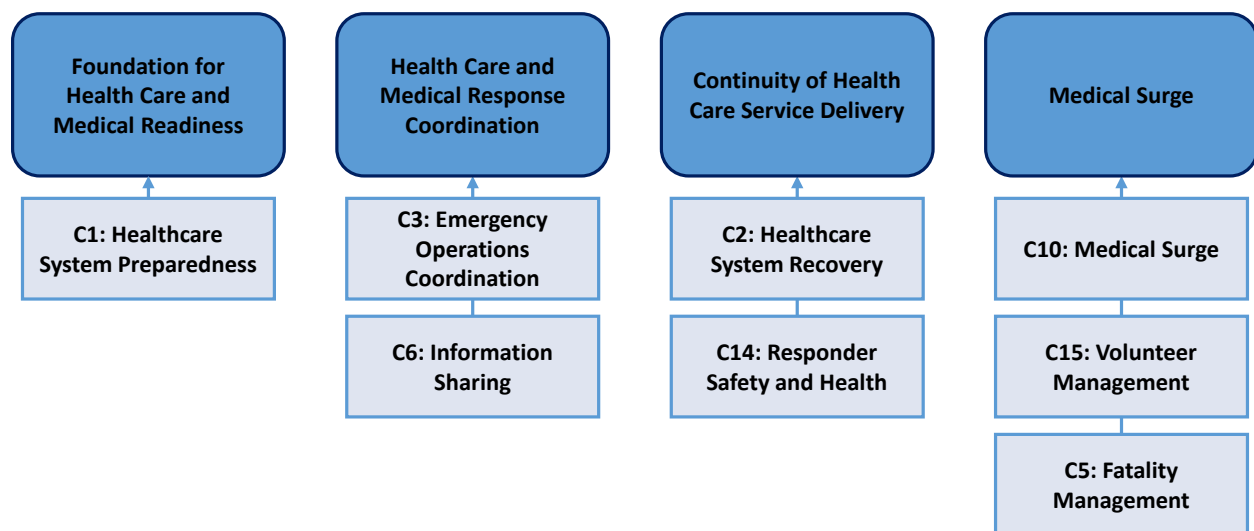 Foundation for
Health Care and
Medical Readiness
Health Care and
Medical Response
Coordination
Continuity of Health
Care Service Delivery
Medical Surge
C1: Healthcare
System Preparedness
C3: Emergency
Operations
Coordination
C2: Healthcare
System Recovery
C10: Medical Surge
C6: Information
Sharing
C14: Responder
Safety and Health
C15: Volunteer
Management
C5: Fatality
Management